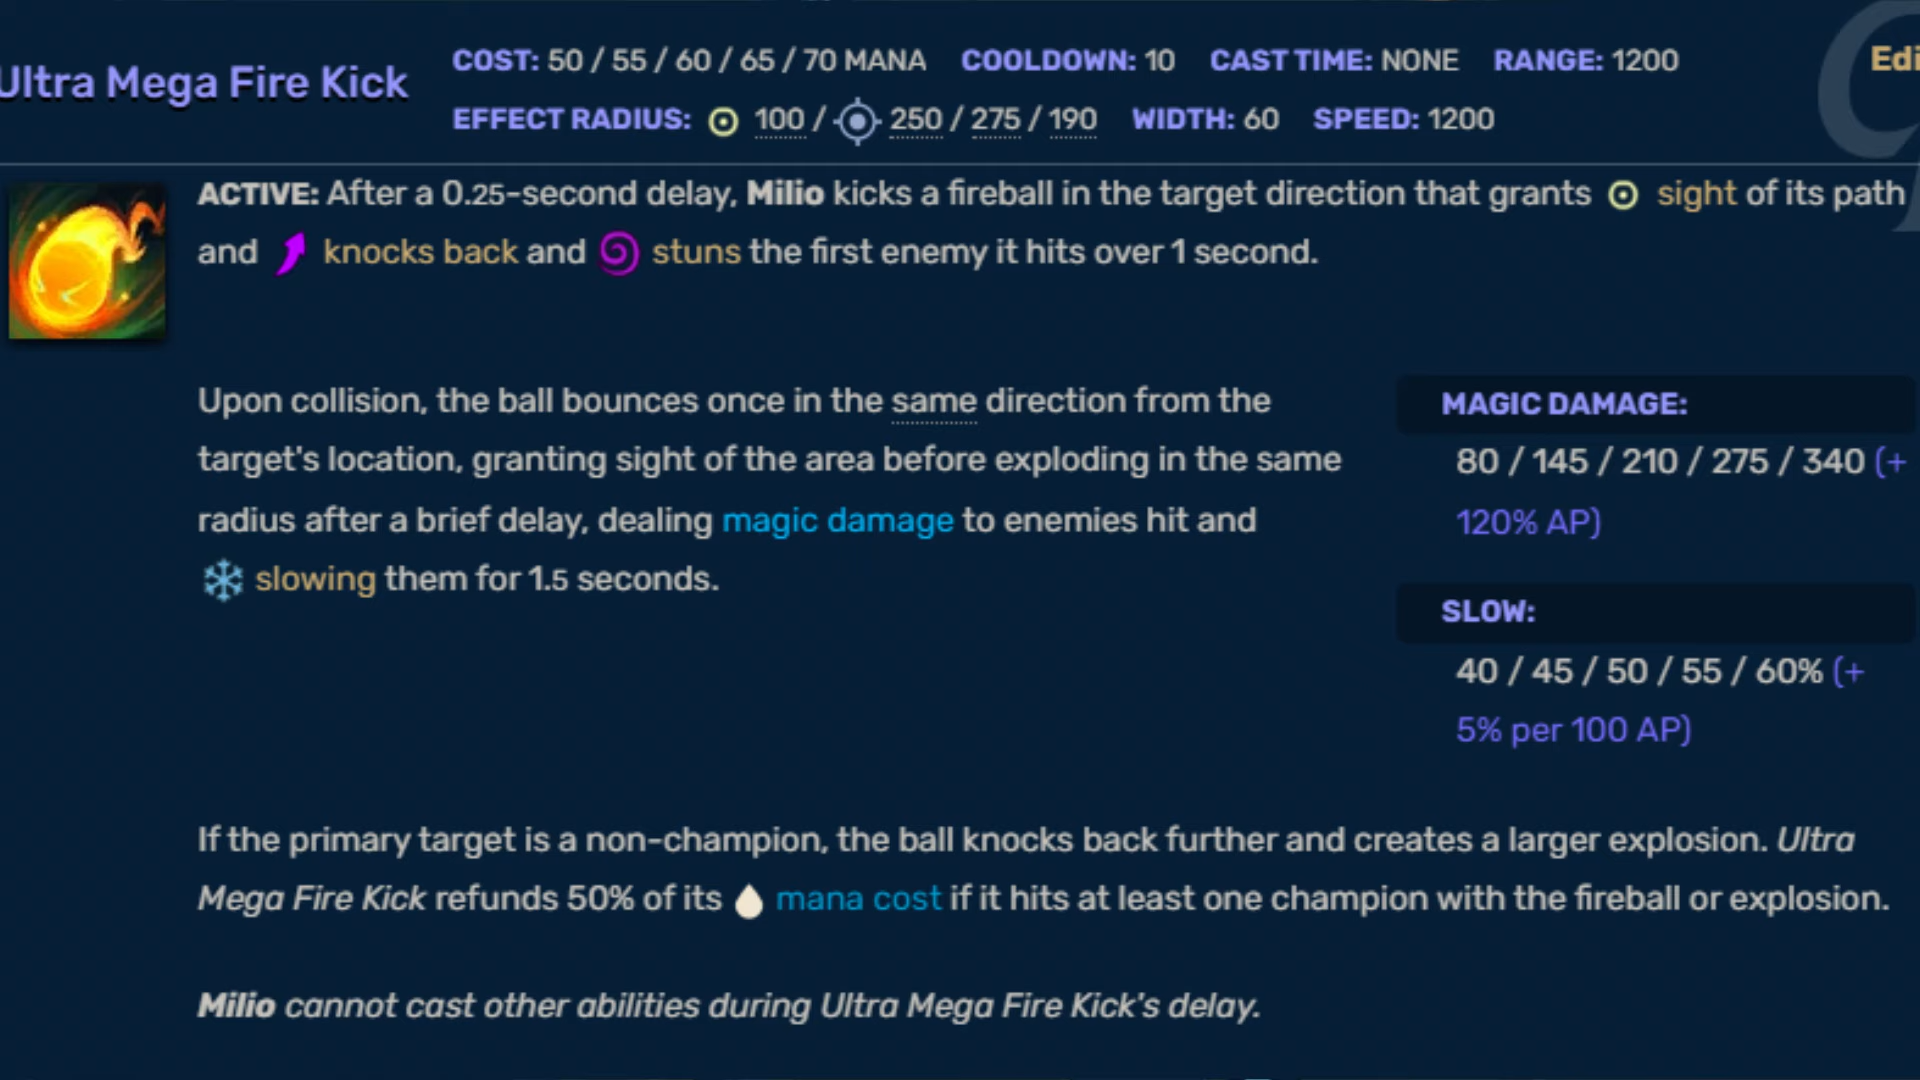 Ultra Mega Fire Kick
COST: 50 / 55 / 60 / 65 / 70 MANA COOLDOWN: 10 CAST TIME: NONE RANGE: 1200
EFFECT RADIUS: 100 / 250 / 275 / 190 WIDTH: 60 SPEED: 1200
Edi
ACTIVE: After a 0.25-second delay, Milio kicks a fireball in the target direction that grants sight of its path
and knocks back and stuns the first enemy it hits over 1 second.
Upon collision, the ball bounces once in the same direction from the
target's location, granting sight of the area before exploding in the same
radius after a brief delay, dealing magic damage to enemies hit and
slowing them for 1.5 seconds.
MAGIC DAMAGE:
80 / 145 / 210 / 275 / 340 (+
120% AP)
SLOW:
40 / 45 / 50 / 55 / 60% (+
5% per 100 AP)
If the primary target is a non-champion, the ball knocks back further and creates a larger explosion. Ultra
Mega Fire Kick refunds 50% of its mana cost if it hits at least one champion with the fireball or explosion.
Milio cannot cast other abilities during Ultra Mega Fire Kick's delay.